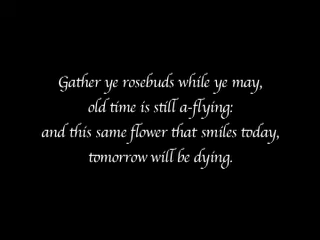 Gather ye rosebuds while ye may,
old time is still a-flying:
and this same flower that smiles today,
tomorrow will be dying.